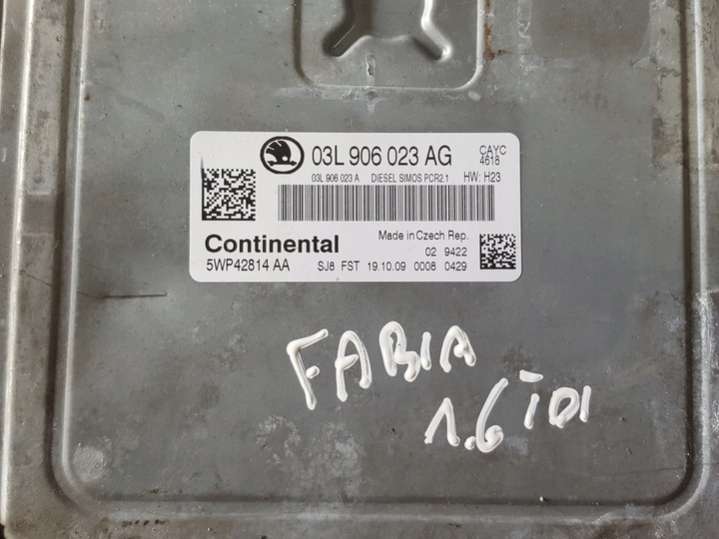 03L 906 023 AG CAYC
4618
03L 906 023 A DIESEL SIMOS PCR2.1 HW: H23
Continental Made in Czech Rep.
02 9422
5WP42814 AA SJ8 FST 19.10.09 0008 0429
FABIA
1.6 TDI